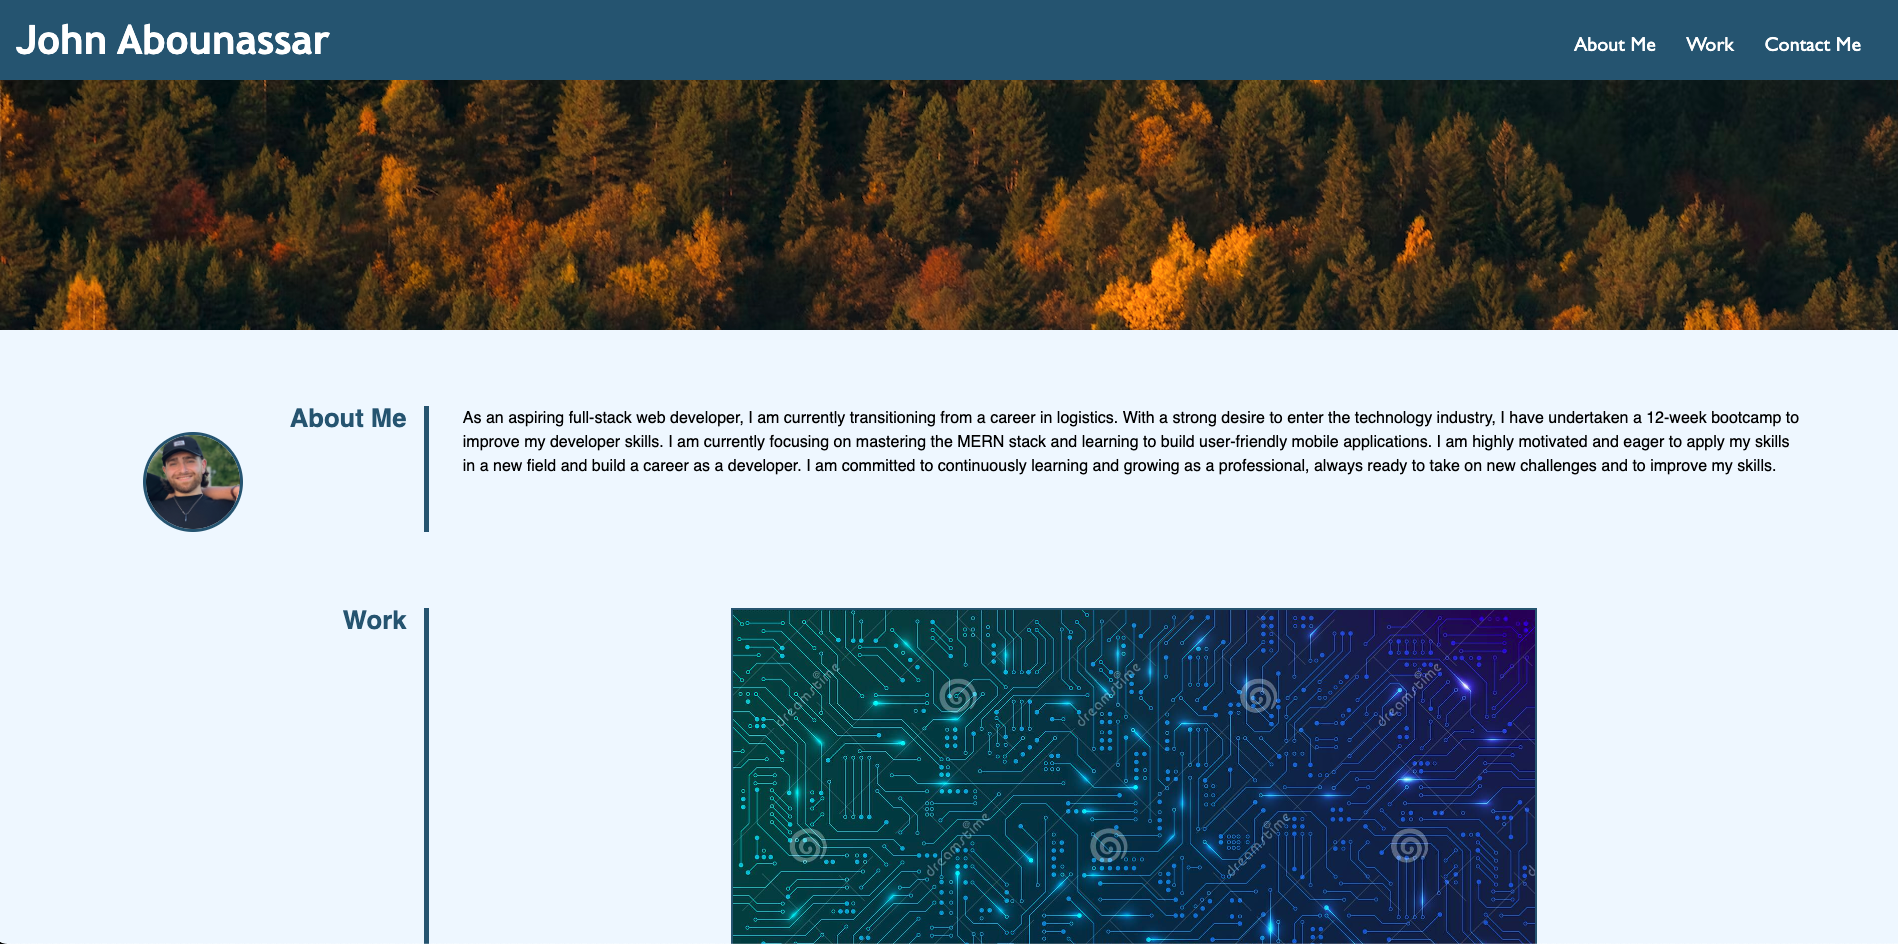 John Abounassar
About Me
Work
Contact Me
About Me
As an aspiring full-stack web developer, I am currently transitioning from a career in logistics. With a strong desire to enter the technology industry, I have undertaken a 12-week bootcamp to
improve my developer skills. I am currently focusing on mastering the MERN stack and learning to build user-friendly mobile applications. I am highly motivated and eager to apply my skills
in a new field and build a career as a developer. I am committed to continuously learning and growing as a professional, always ready to take on new challenges and to improve my skills.
Work
dreamstime
dreamstime
dreamstime
dreamstime
dreamstime